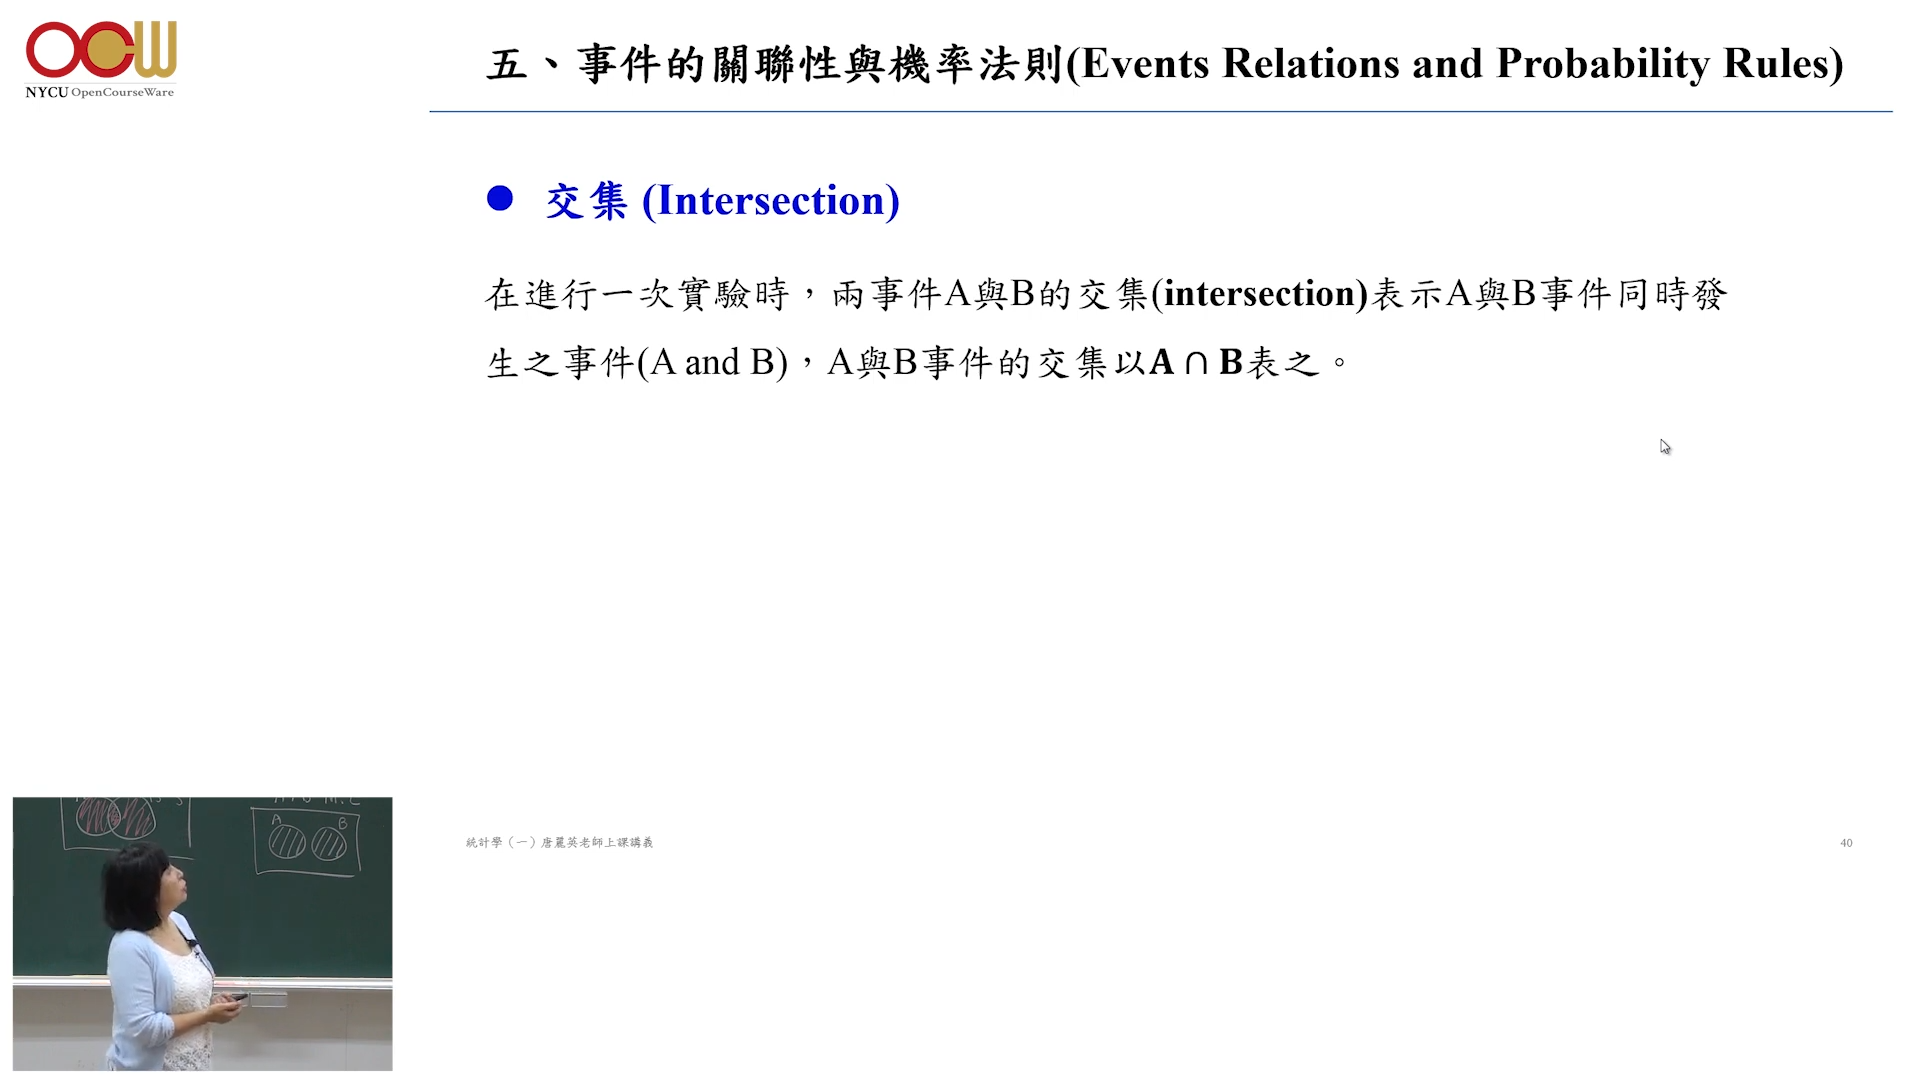 OCW
NYCU OpenCourseWare
五、事件的關聯性與機率法則(Events Relations and Probability Rules)
● 交集 (Intersection)
在進行一次實驗時，兩事件A與B的交集(intersection)表示A與B事件同時發
生之事件(A and B)，A與B事件的交集以A ∩ B表之。
A
B
統計學（一）唐麗英老師上課講義
40